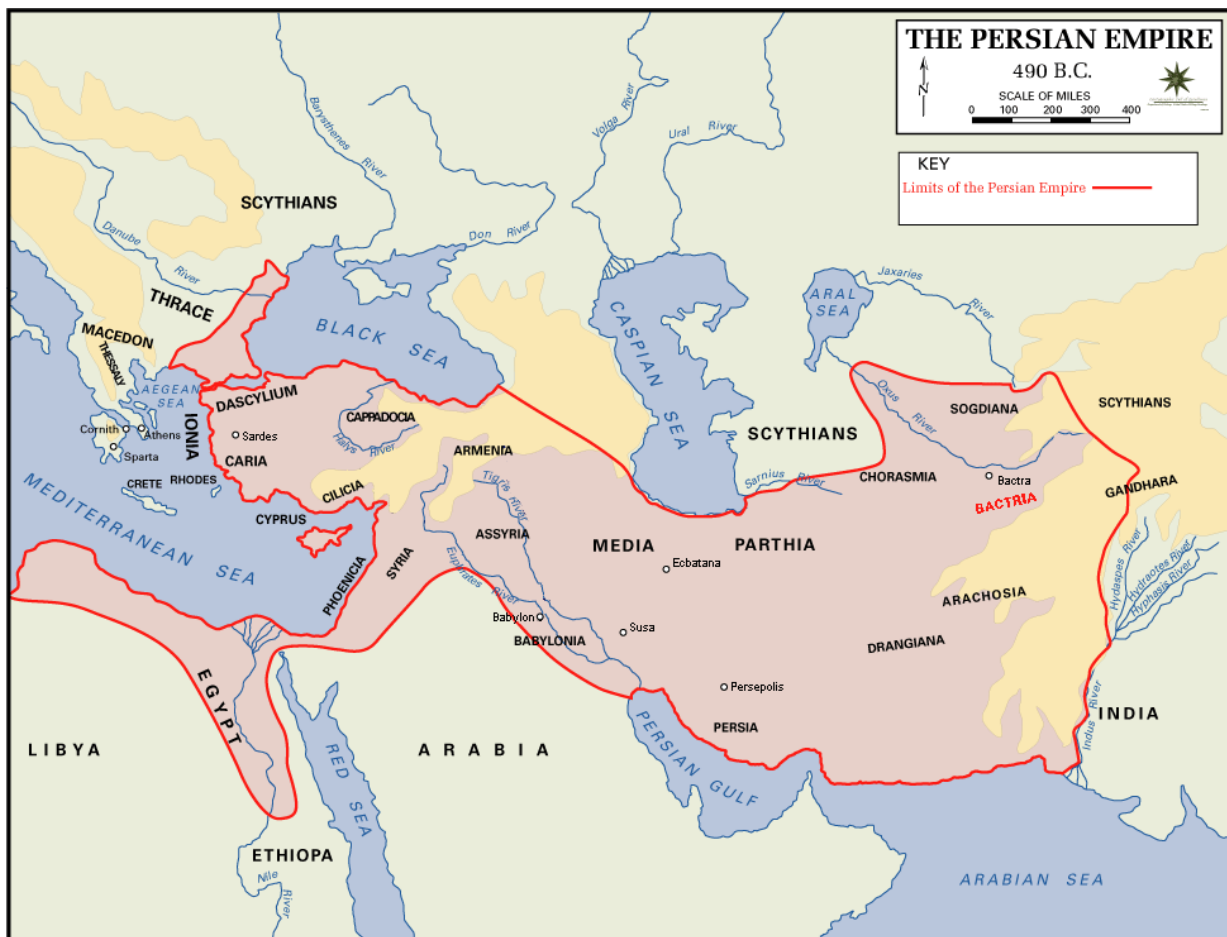 THE PERSIAN EMPIRE
490 B.C.
N
SCALE OF MILES
0 100 200 300 400
KEY
Limits of the Persian Empire
Barysthenes
River
Volga River
Ural River
SCYTHIANS
Don River
Danube
River
THRACE
MACEDON
THESSALY
BLACK SEA
CASPIAN SEA
ARAL
SEA
Jaxaries
River
AEGEAN
SEA
DASCYLIUM
CAPPADOCIA
Halys River
IONIA
Cornith
Athens
Sparta
Sardes
CARIA
CRETE
RHODES
CILICIA
ARMENIA
CYPRUS
MEDITERRANEAN SEA
PHOENICIA
SYRIA
ASSYRIA
Tigris River
Euphrates River
Babylon
BABYLONIA
MEDIA
Ecbatana
Susa
PARTHIA
SCYTHIANS
Sarnius River
CHORASMIA
Oxus
River
SOGDIANA
SCYTHIANS
Bactra
BACTRIA
GANDHARA
Hydaspes River
Hydraotes River
Hyphasis River
ARACHOSIA
DRANGIANA
Indus River
INDIA
Persepolis
PERSIA
PERSIAN GULF
EGYPT
LIBYA
ARABIA
RED SEA
ETHIOPA
Nile
River
ARABIAN SEA